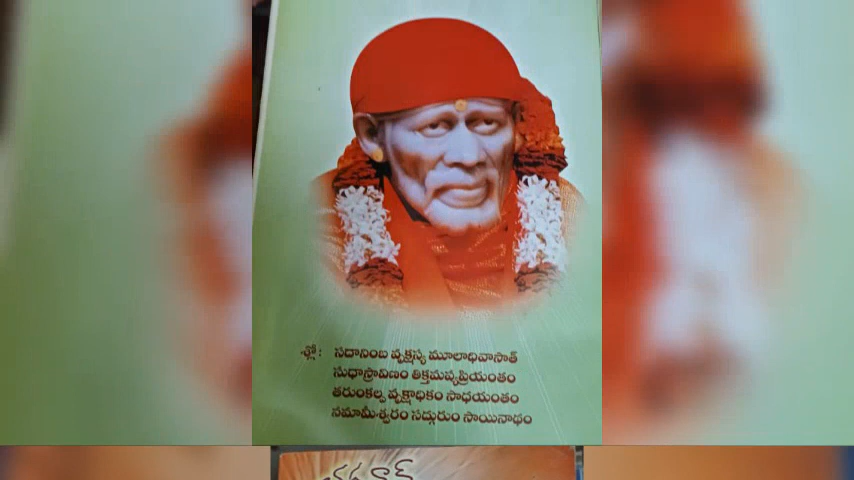 శ్లో: సదానింబ వృక్షస్య మూలాధివాసాత్
సుధాస్రావిణం తిక్తమప్యప్రియంతం
తరుంకల్ప వృక్షాధికం సాధయంతం
నమామీశ్వరం సద్గురుం సాయినాథం